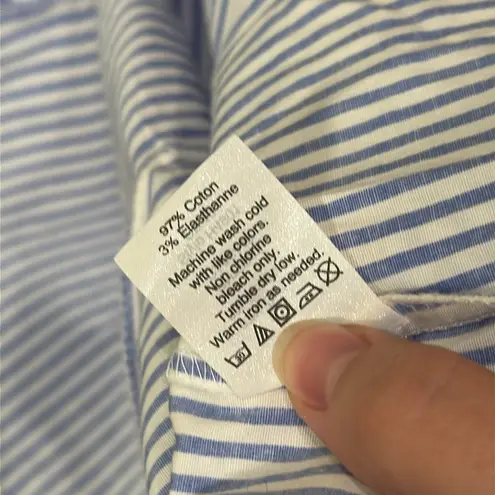 97% Coton
3% Elasthanne
Machine wash cold
with like colors.
Non chlorine
bleach only.
Tumble dry low.
Warm iron as needed.